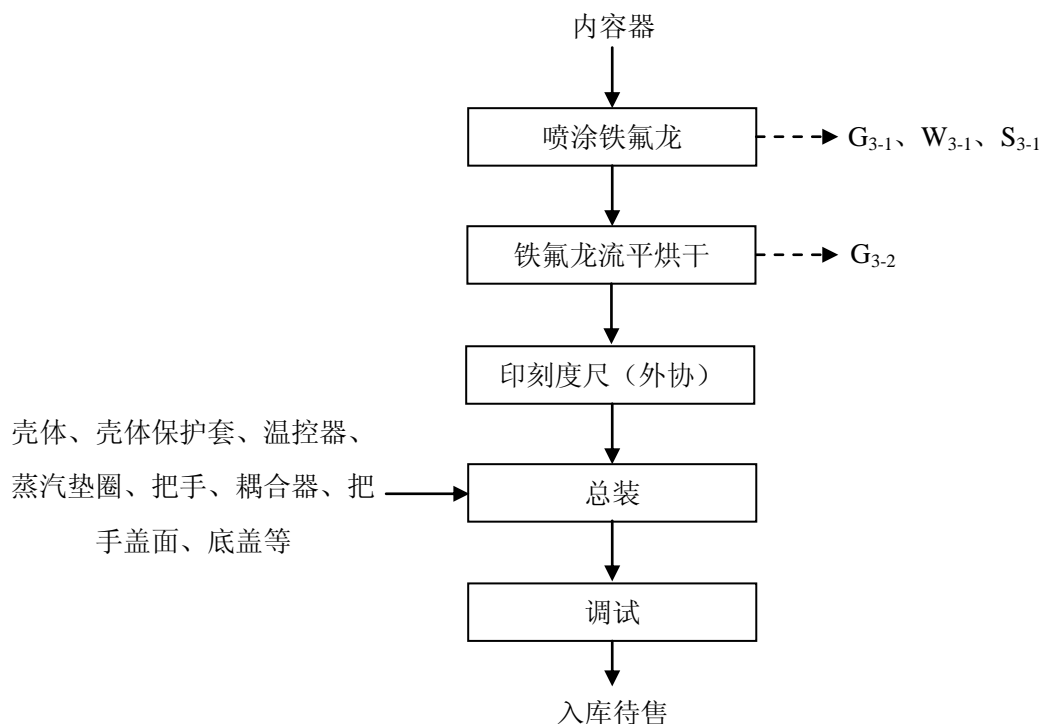 内容器
喷涂铁氟龙
G3-1、W3-1、S3-1
铁氟龙流平烘干
G3-2
印刻度尺（外协）
壳体、壳体保护套、温控器、
蒸汽垫圈、把手、耦合器、把
手盖面、底盖等
总装
调试
入库待售